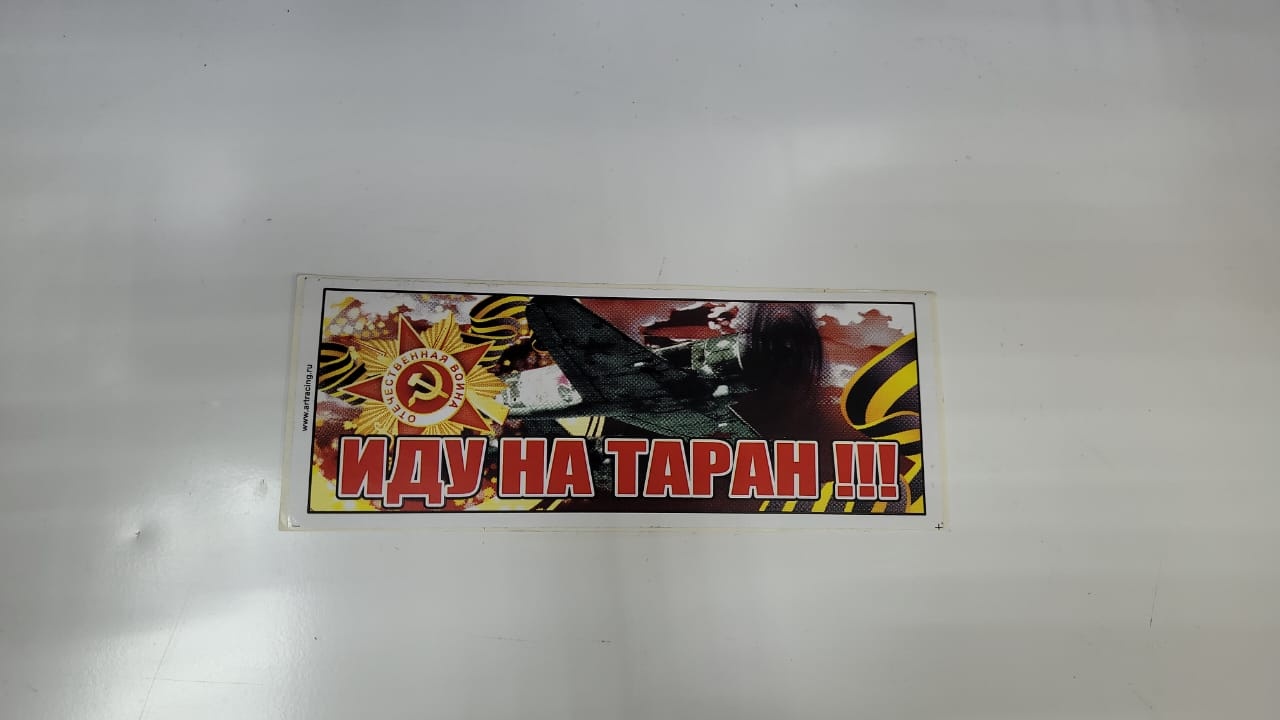 www.artracing.ru
ОТЕЧЕСТВЕННАЯ ВОЙНА
ИДУ НА ТАРАН !!!